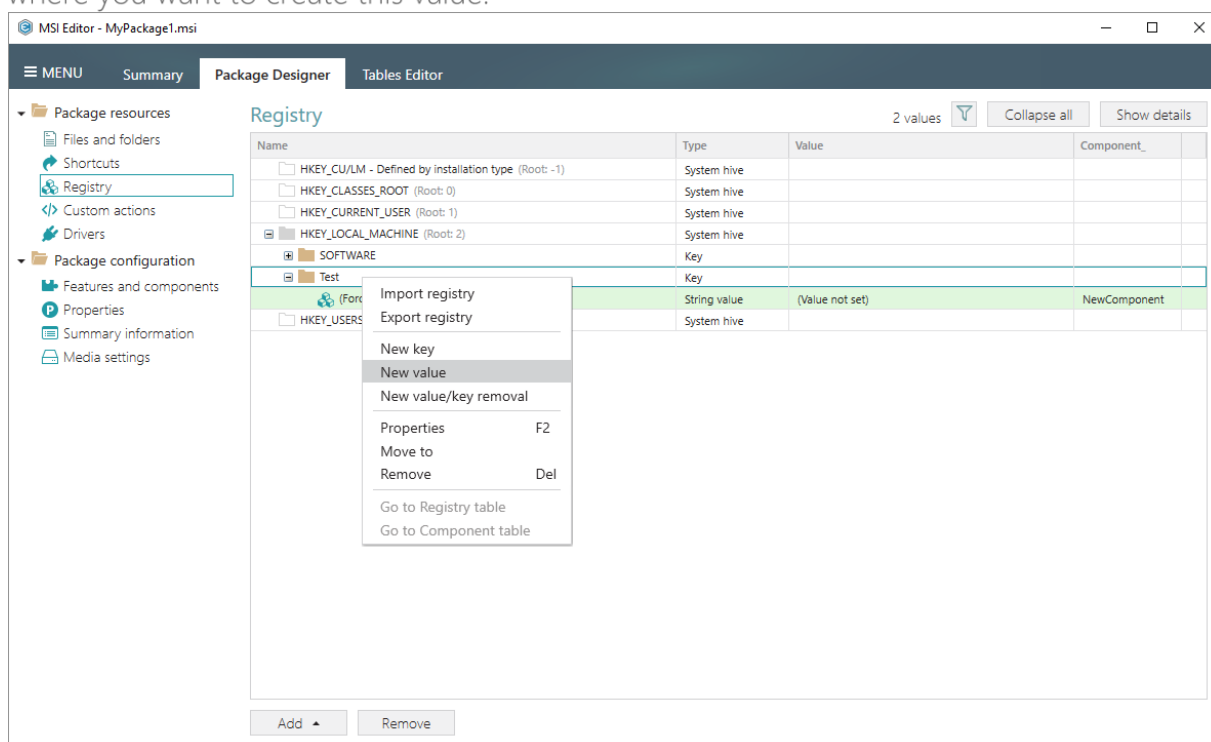 where you want to create this value.
MSI Editor - MyPackage1.msi
MENU Summary Package Designer Tables Editor
Package resources
Files and folders
Shortcuts
Registry
Custom actions
Drivers
Package configuration
Features and components
Properties
Summary information
Media settings
Registry
2 values Collapse all Show details
Name Type Value Component_
HKEY_CU/LM - Defined by installation type (Root: -1) System hive
HKEY_CLASSES_ROOT (Root: 0) System hive
HKEY_CURRENT_USER (Root: 1) System hive
HKEY_LOCAL_MACHINE (Root: 2) System hive
SOFTWARE Key
Test Key
String value (Value not set) NewComponent
HKEY_USERS System hive
Import registry
Export registry
New key
New value
New value/key removal
Properties F2
Move to
Remove Del
Go to Registry table
Go to Component table
Add Remove